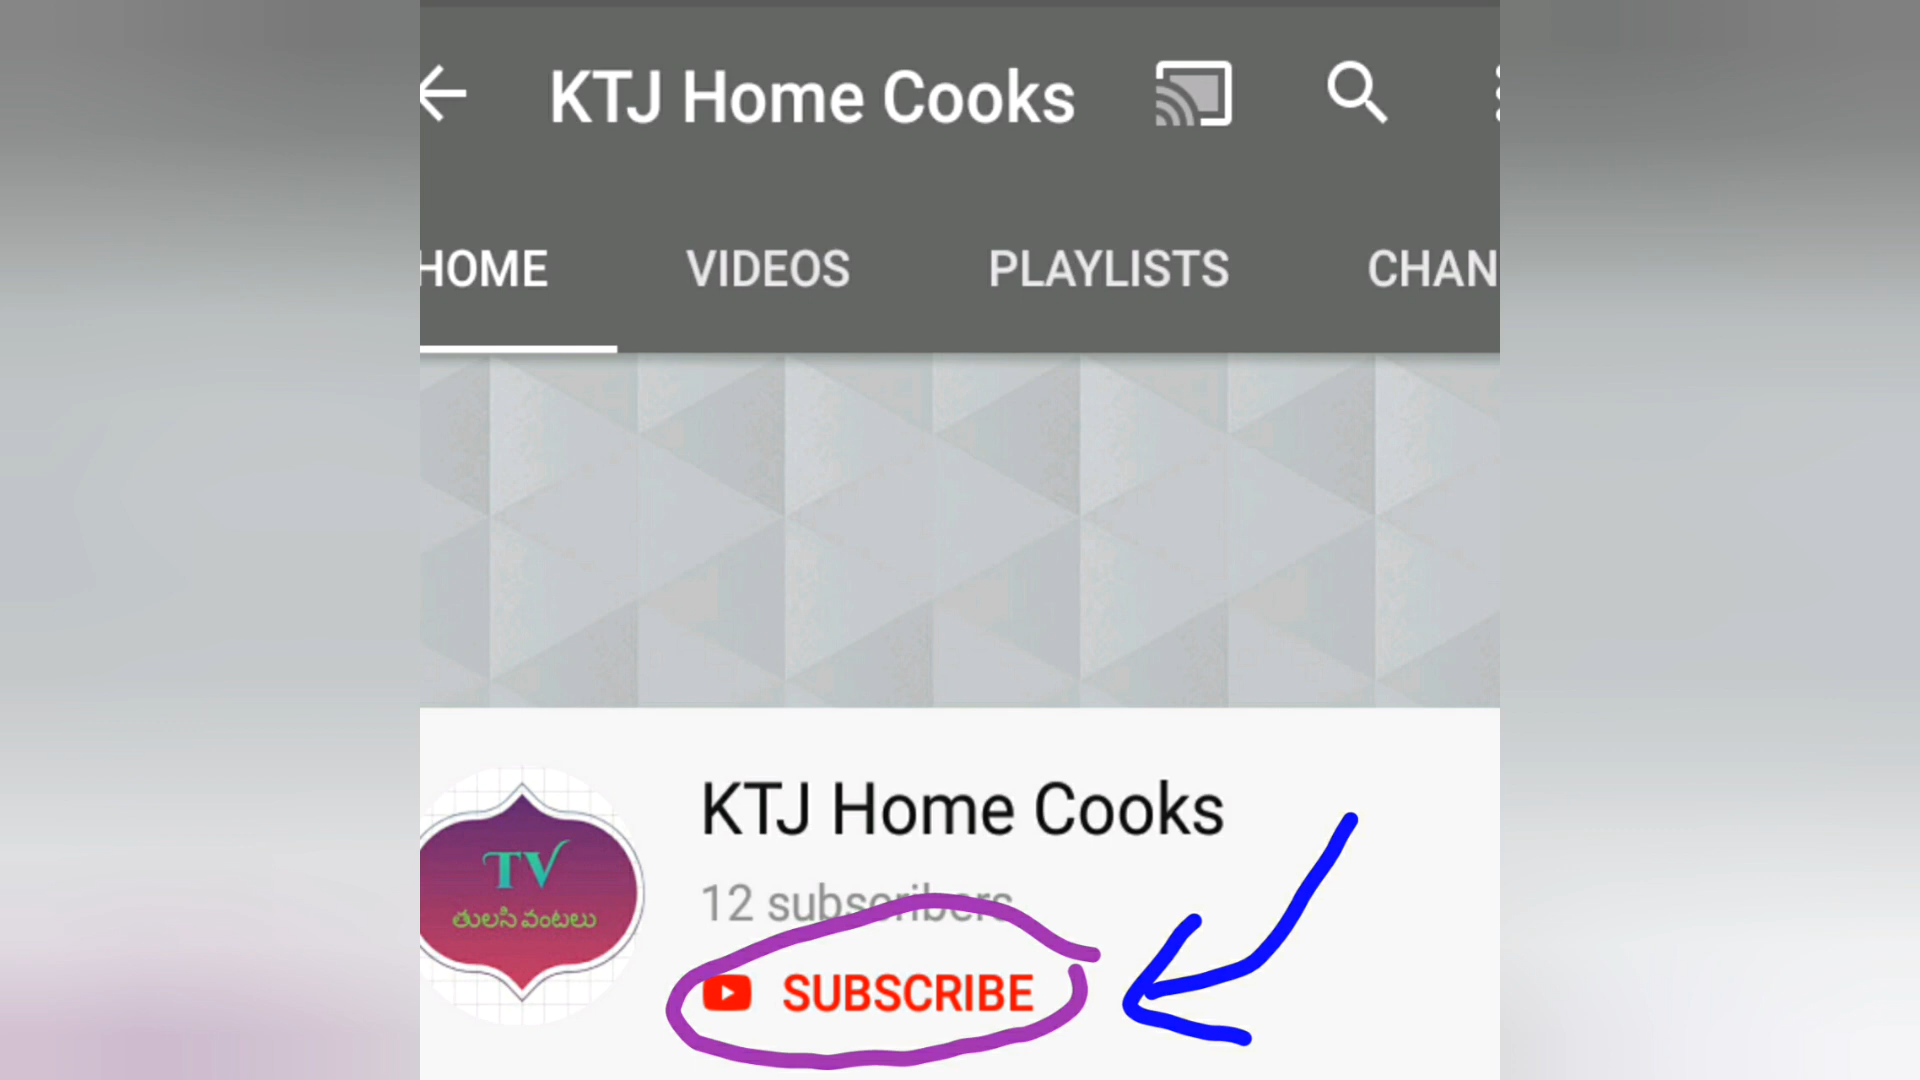 KTJ Home Cooks
HOME VIDEOS PLAYLISTS CHAN
KTJ Home Cooks
12 subscribers
TV
తులసి వంటలు
SUBSCRIBE